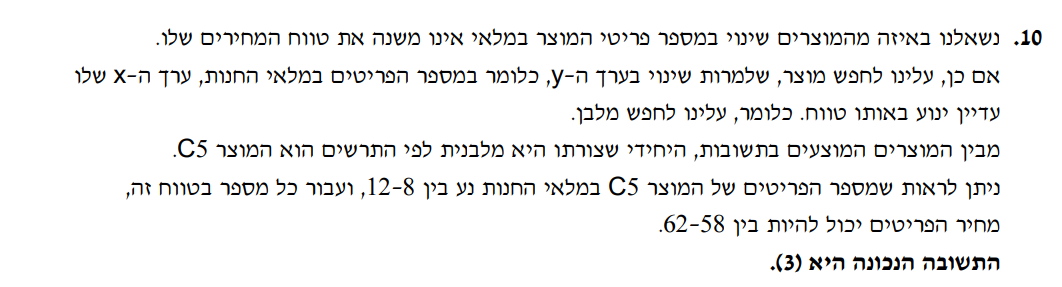 10. נשאלנו באיזה מהמוצרים שינוי במספר פריטי המוצר במלאי אינו משנה את טווח המחירים שלו.
אם כן, עלינו לחפש מוצר, שלמרות שינוי בערך ה-y, כלומר במספר הפריטים במלאי החנות, ערך ה-x שלו
עדיין ינוע באותו טווח. כלומר, עלינו לחפש מלבן.
מבין המוצרים המוצעים בתשובות, היחידי שצורתו היא מלבנית לפי התרשים הוא המוצר C5.
ניתן לראות שמספר הפריטים של המוצר C5 במלאי החנות נע בין 12-8, ועבור כל מספר בטווח זה,
מחיר הפריטים יכול להיות בין 62-58.
התשובה הנכונה היא (3).